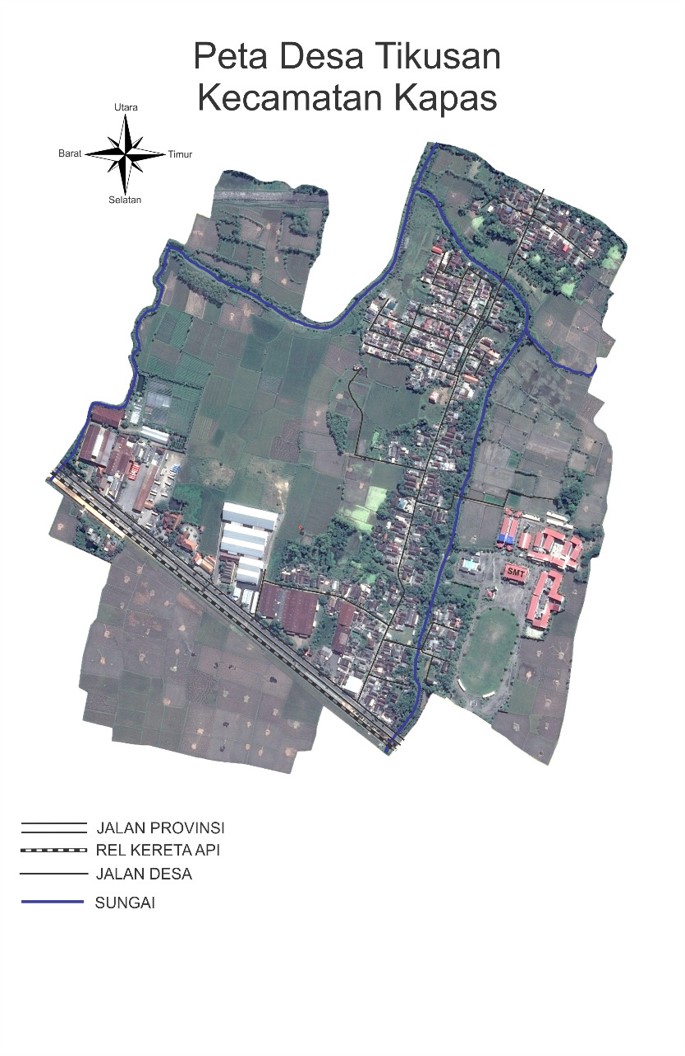 Peta Desa Tikusan
Kecamatan Kapas
Utara
Barat
Timur
Selatan
SMT
JALAN PROVINSI
REL KERETA API
JALAN DESA
SUNGAI